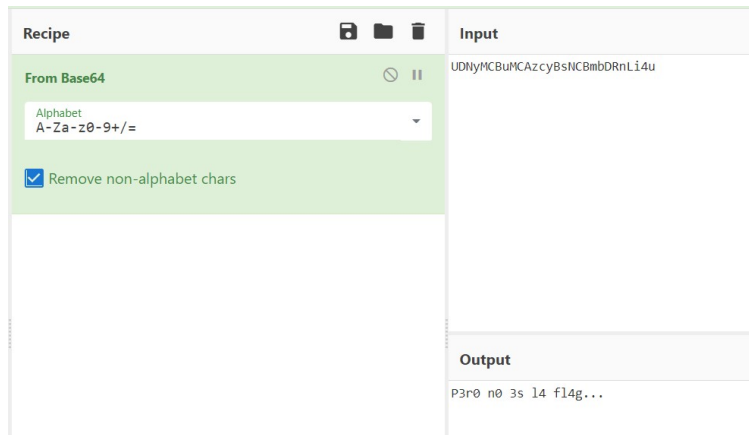 Recipe
From Base64
Alphabet
A-Za-z0-9+/=
Remove non-alphabet chars
Input
UDNyMCBuMCAzcyBsNCBmbDRnLi4u
Output
P3r0 n0 3s l4 fl4g...